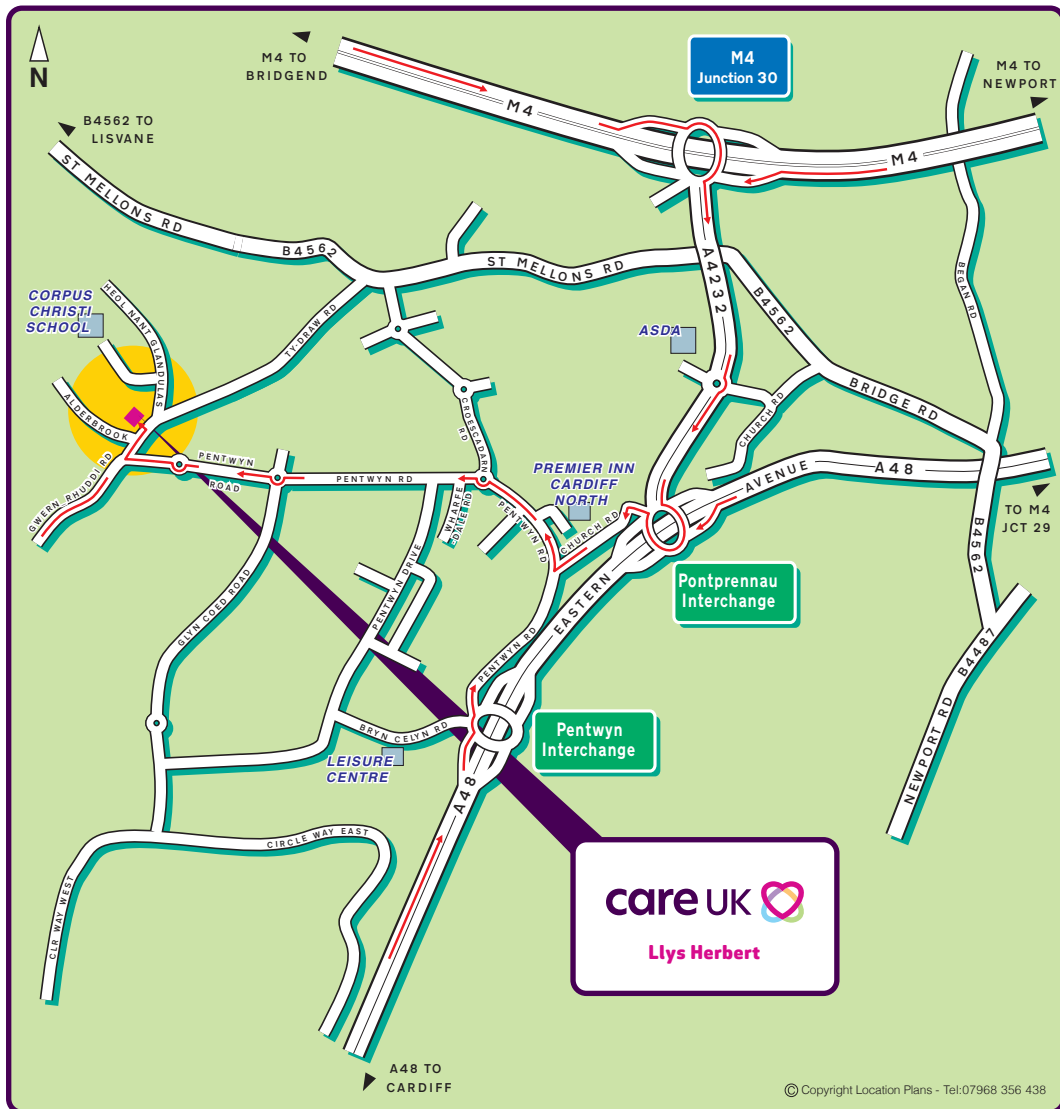 M4 TO
BRIDGEND
M4
Junction 30
M4 TO
NEWPORT
N
B4562 TO
LISVANE
M4
M4
ST MELLONS RD
B4562
ST MELLONS RD
A4232
B4562
BEGAN RD
CORPUS
CHRISTI
SCHOOL
HEOL NANT GLANDULAS
TY-DRAW RD
ASDA
ALDERBROOK
CROESCADARN
RD
CHURCH RD
BRIDGE RD
GWERN RHUDDI RD
PENTWYN
ROAD
PENTWYN RD
WHARFE
DALE RD
PREMIER INN
CARDIFF
NORTH
PENTWYN RD
CHURCH RD
EASTERN
AVENUE
A48
TO M4
JCT 29
B4562
GLYN COED ROAD
PENTWYN DRIVE
Pontprennau
Interchange
PENTWYN RD
B4487
NEWPORT RD
BRYN CELYN RD
Pentwyn
Interchange
LEISURE
CENTRE
A48
CIRCLE WAY EAST
CLR WAY WEST
care UK
Llys Herbert
A48 TO
CARDIFF
© Copyright Location Plans - Tel:07968 356 438